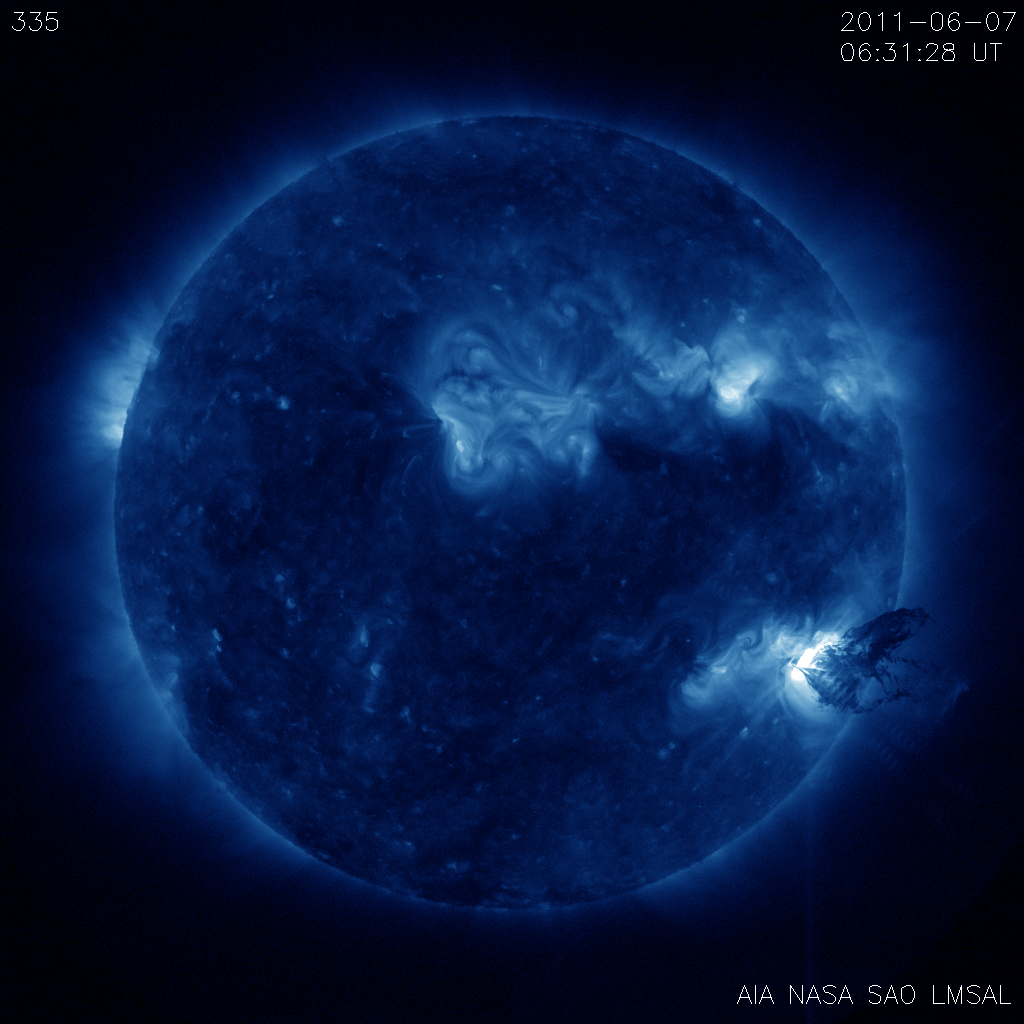 335
2011-06-07
06:31:28 UT
AIA NASA SAO LMSAL